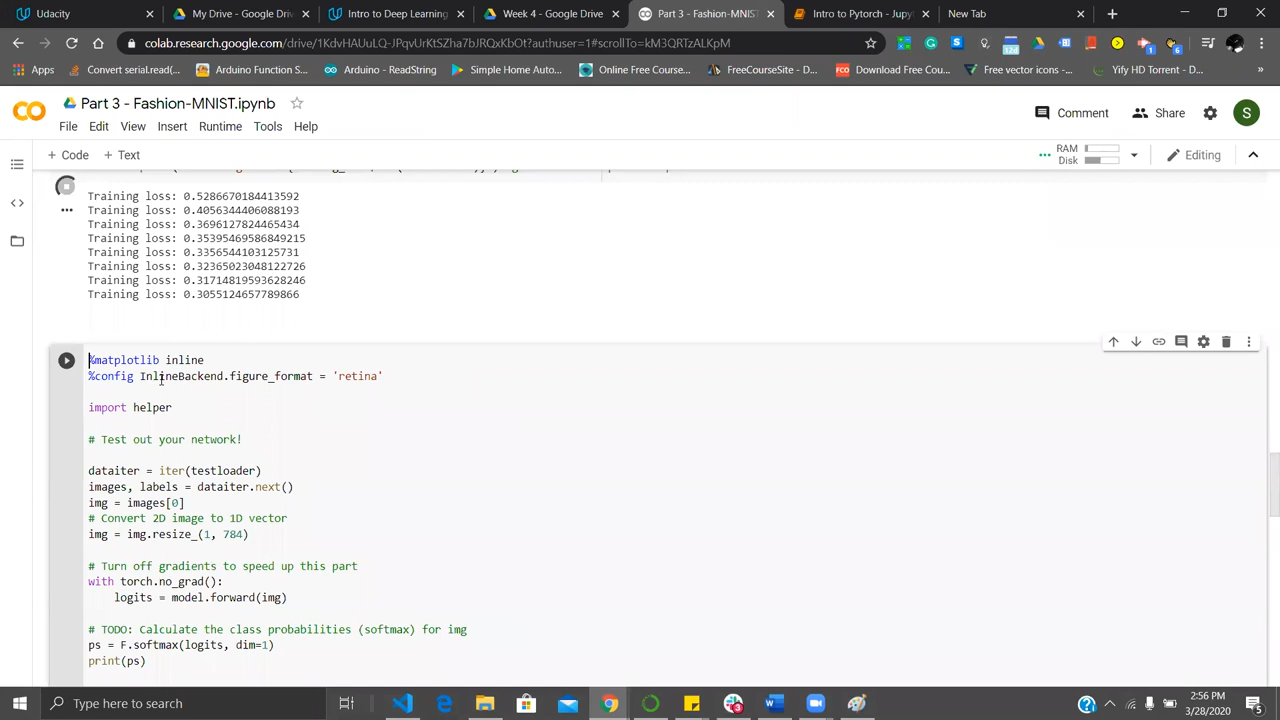 Udacity
My Drive - Google Drive
Intro to Deep Learning
Week 4 - Google Drive
Part 3 - Fashion-MNIST
Intro to Pytorch - Jupy
New Tab
colab.research.google.com/drive/1KdvHAUuLQ-JPqvUrKtSZha7bJRQxKbOt?authuser=1#scrollTo=kM3QRTzALKpM
Apps
Convert serial.read(...
Arduino Function S...
Arduino - ReadString
Simple Home Auto...
Online Free Course...
FreeCourseSite - D...
Download Free Cou...
Free vector icons -...
Yify HD Torrent - D...
Part 3 - Fashion-MNIST.ipynb
Comment
Share
S
File Edit View Insert Runtime Tools Help
+ Code + Text
RAM
Disk
Editing
Training loss: 0.5286670184413592
Training loss: 0.4056344406088193
Training loss: 0.3696127824465434
Training loss: 0.35395469586849215
Training loss: 0.3356544103125731
Training loss: 0.32365023048122726
Training loss: 0.31714819593628246
Training loss: 0.3055124657789866
%matplotlib inline
%config InlineBackend.figure_format = 'retina'
import helper
# Test out your network!
dataiter = iter(testloader)
images, labels = dataiter.next()
img = images[0]
# Convert 2D image to 1D vector
img = img.resize_(1, 784)
# Turn off gradients to speed up this part
with torch.no_grad():
logits = model.forward(img)
# TODO: Calculate the class probabilities (softmax) for img
ps = F.softmax(logits, dim=1)
print(ps)
Type here to search
2:56 PM
3/28/2020